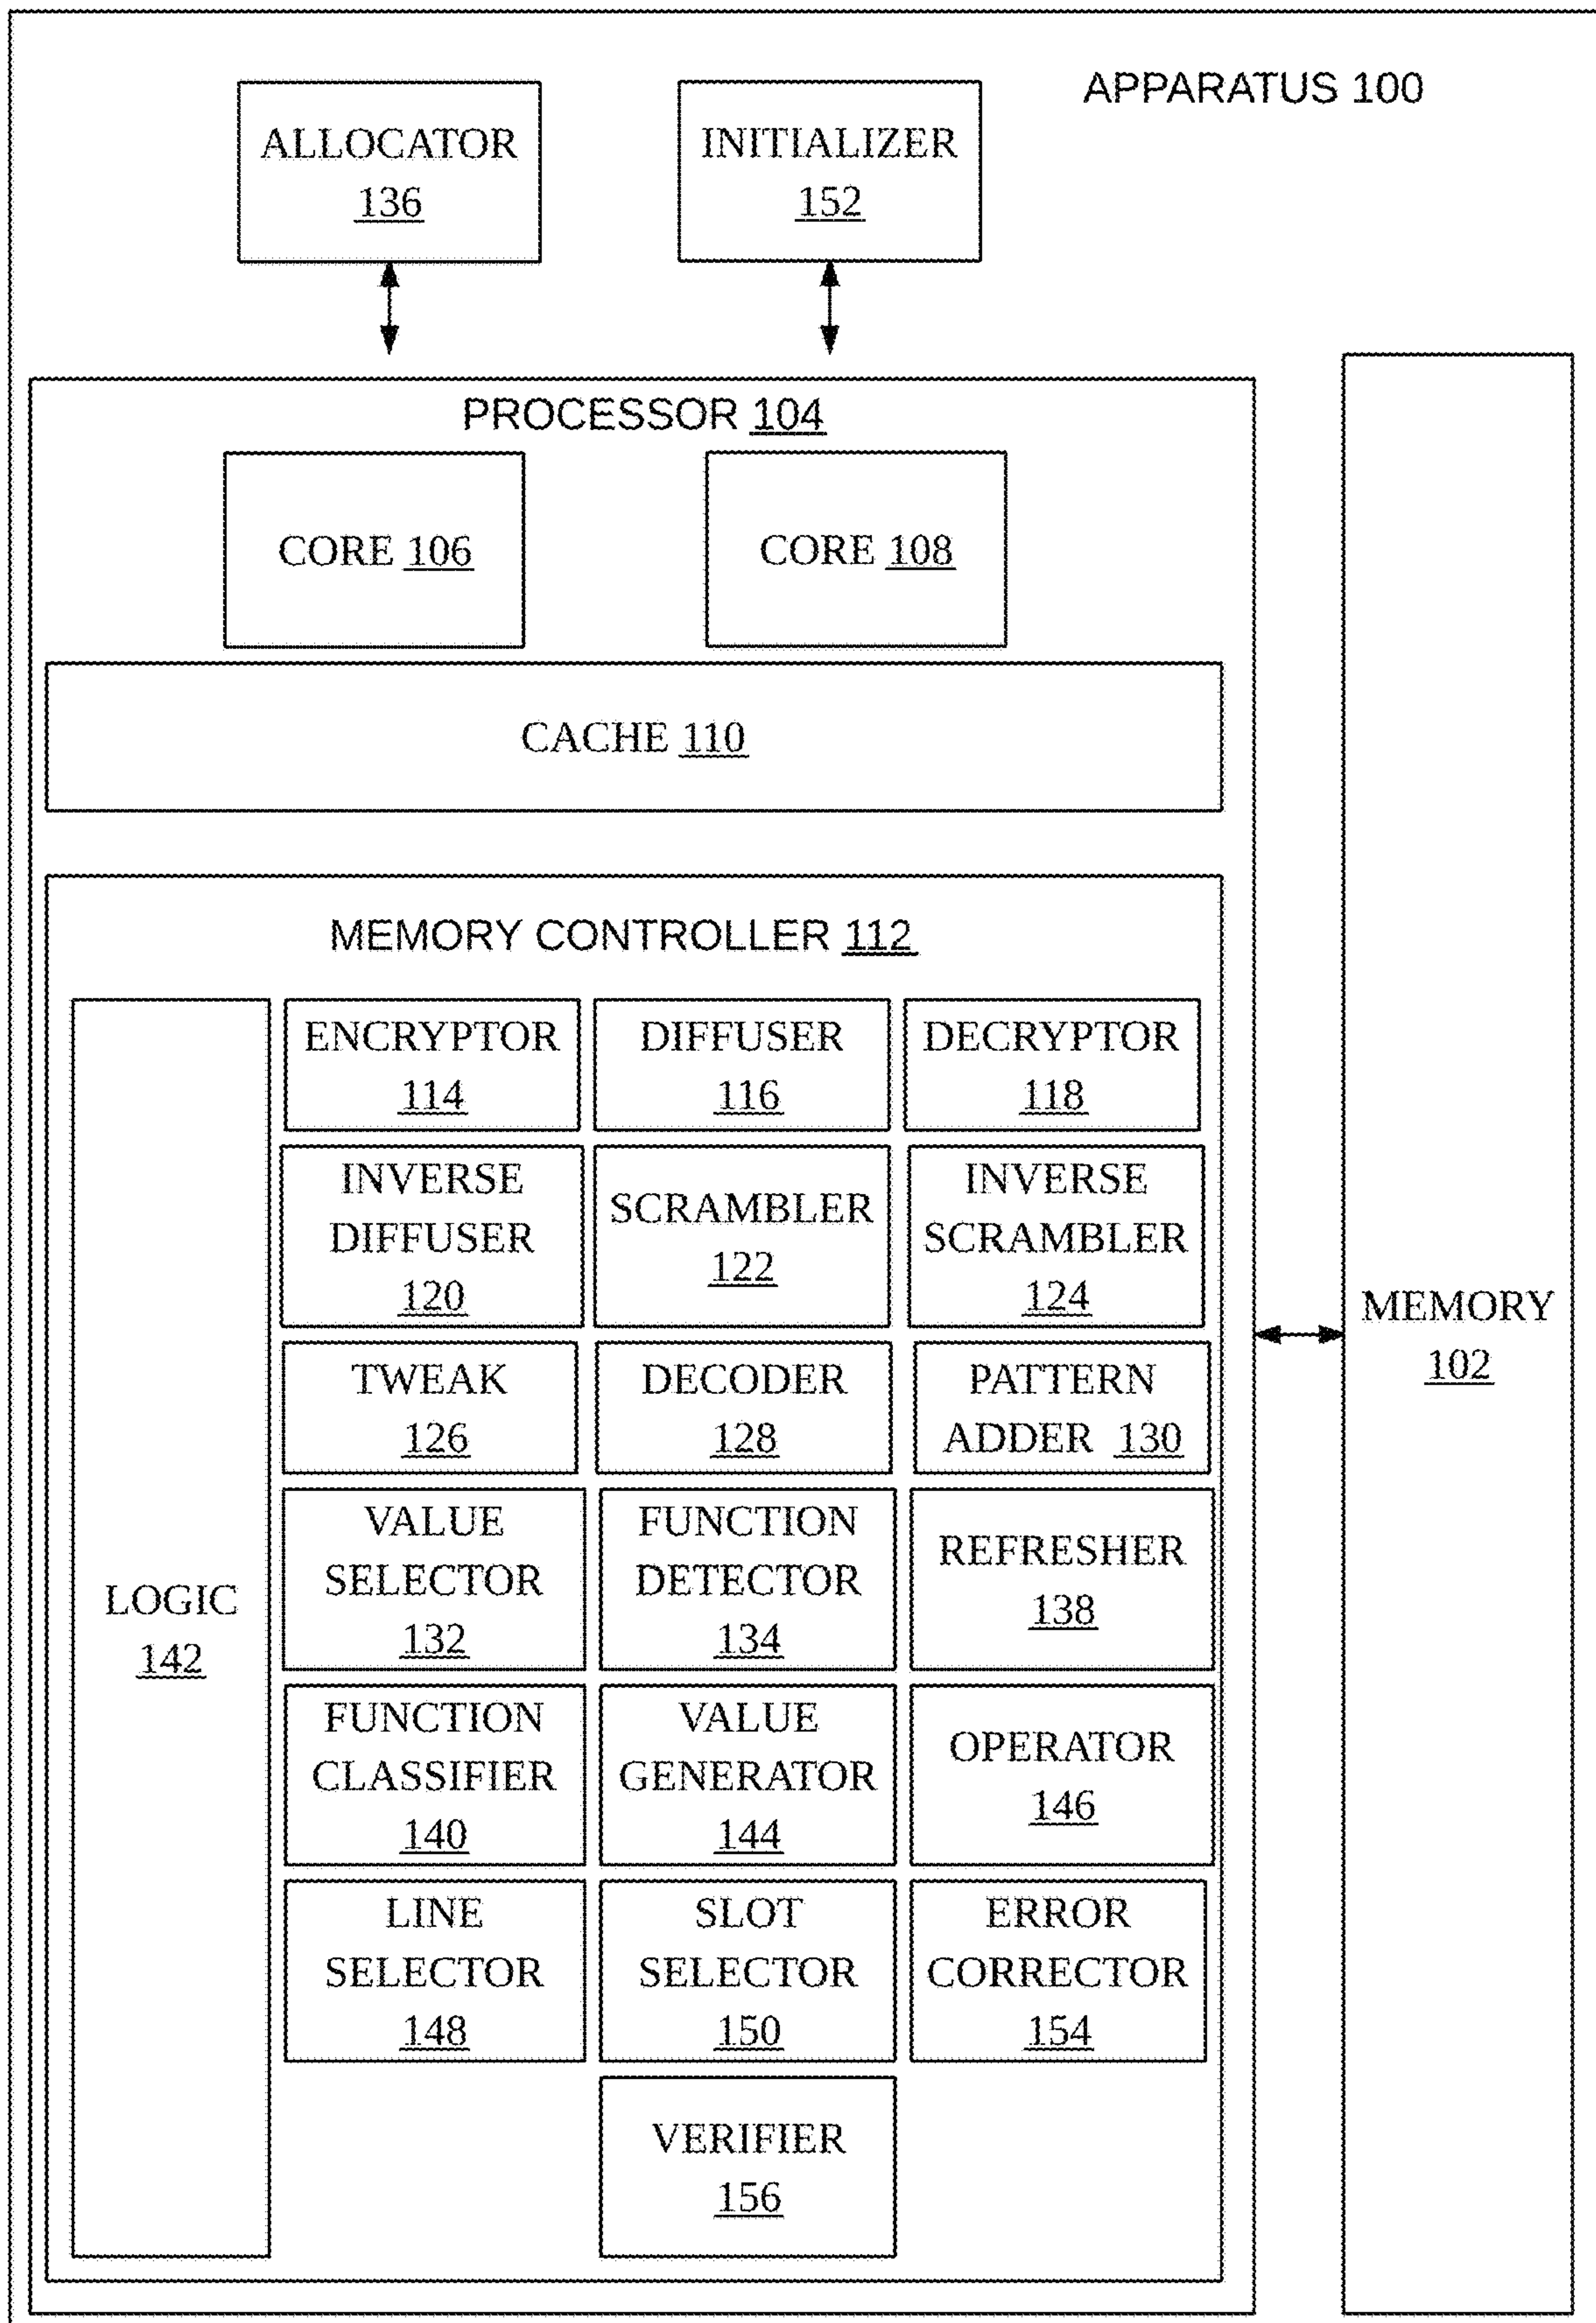 APPARATUS 100
ALLOCATOR
136
INITIALIZER
152
PROCESSOR 104
CORE 106
CORE 108
CACHE 110
MEMORY CONTROLLER 112
LOGIC
142
ENCRYPTOR
114
DIFFUSER
116
DECRYPTOR
118
INVERSE
DIFFUSER
120
SCRAMBLER
122
INVERSE
SCRAMBLER
124
TWEAK
126
DECODER
128
PATTERN
ADDER 130
VALUE
SELECTOR
132
FUNCTION
DETECTOR
134
REFRESHER
138
FUNCTION
CLASSIFIER
140
VALUE
GENERATOR
144
OPERATOR
146
LINE
SELECTOR
148
SLOT
SELECTOR
150
ERROR
CORRECTOR
154
VERIFIER
156
MEMORY
102